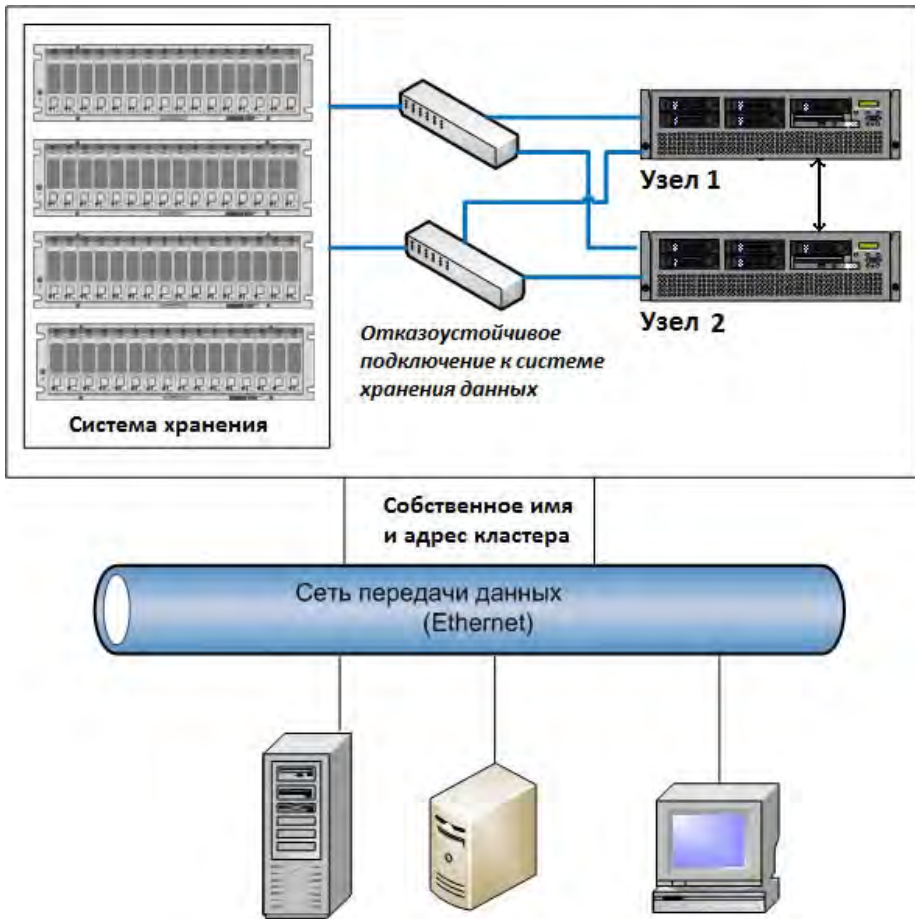 Узел 1
Узел 2
Отказоустойчивое
подключение к системе
хранения данных
Система хранения
Собственное имя
и адрес кластера
Сеть передачи данных
(Ethernet)